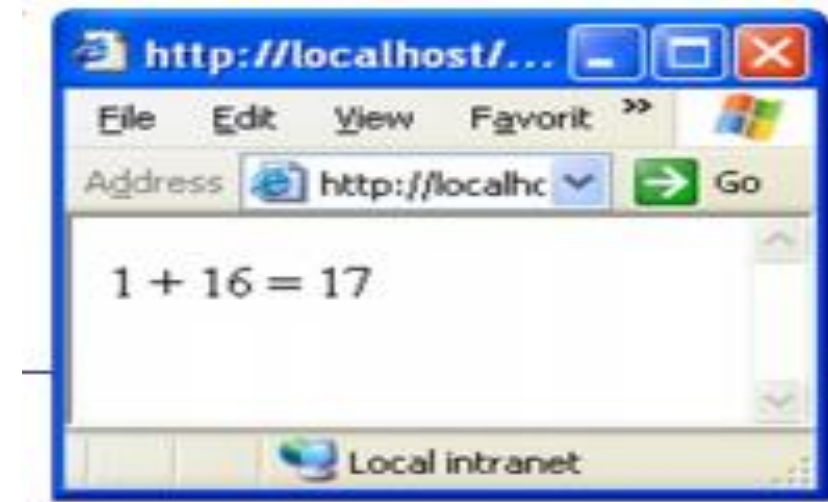 http://localhost/...
File Edit View Favorit »
Address http://localhc Go
1 + 16 = 17
Local intranet